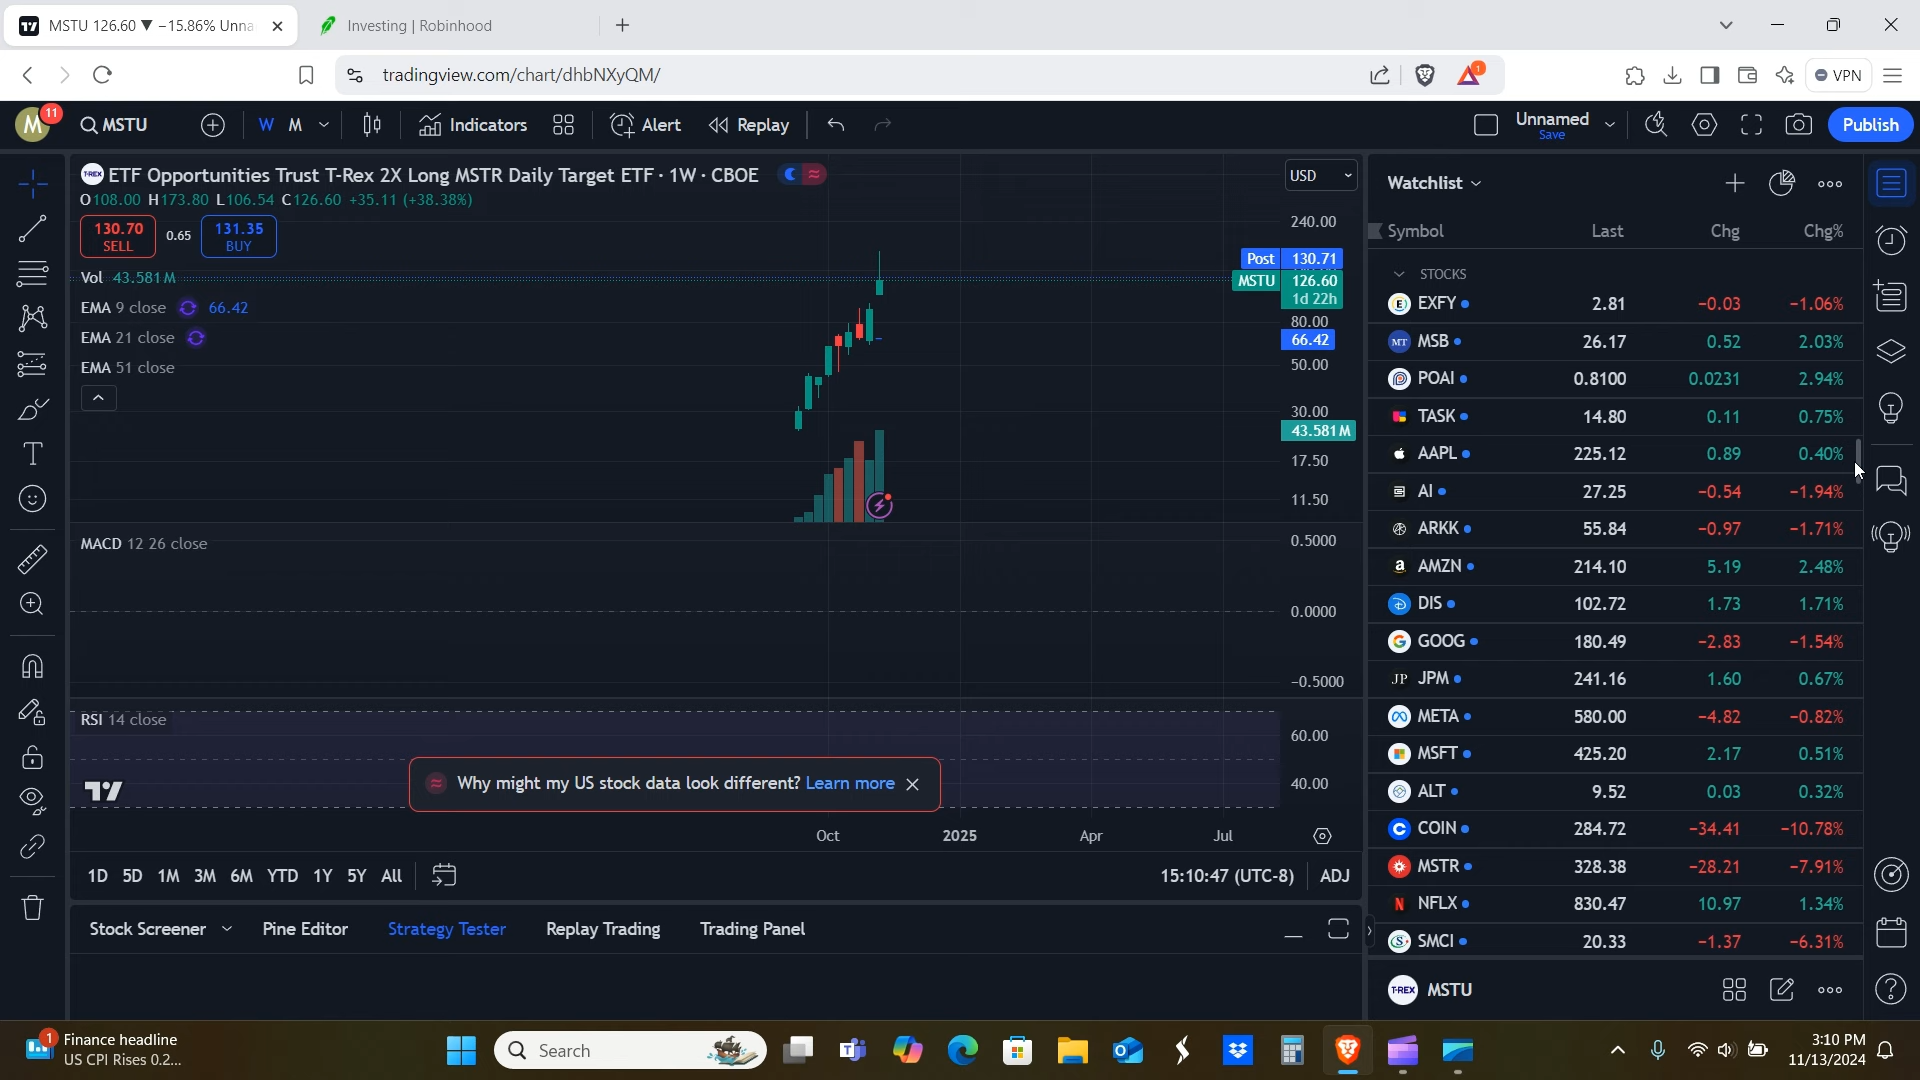 MSTU 126.60 ▼ −15.86% Unna
Investing | Robinhood
tradingview.com/chart/dhbNXyQM/
1
VPN
M
11
MSTU
W
M
Indicators
Alert
Replay
Unnamed
Save
Publish
T-REX
ETF Opportunities Trust T-Rex 2X Long MSTR Daily Target ETF · 1W · CBOE
O108.00 H173.80 L106.54 C126.60 +35.11 (+38.38%)
130.70
SELL
0.65
131.35
BUY
Vol 43.581 M
EMA 9 close 66.42
EMA 21 close
EMA 51 close
MACD 12 26 close
RSI 14 close
USD
240.00
Post 130.71
MSTU 126.60
1d 22h
80.00
66.42
50.00
30.00
43.581 M
17.50
11.50
0.5000
0.0000
−0.5000
60.00
40.00
Why might my US stock data look different? Learn more
Oct
2025
Apr
Jul
1D 5D 1M 3M 6M YTD 1Y 5Y All
15:10:47 (UTC-8)
ADJ
Stock Screener
Pine Editor
Strategy Tester
Replay Trading
Trading Panel
Watchlist
Symbol Last Chg Chg%
STOCKS
EXFY 2.81 −0.03 −1.06%
MSB 26.17 0.52 2.03%
POAI 0.8100 0.0231 2.94%
TASK 14.80 0.11 0.75%
AAPL 225.12 0.89 0.40%
AI 27.25 −0.54 −1.94%
ARKK 55.84 −0.97 −1.71%
AMZN 214.10 5.19 2.48%
DIS 102.72 1.73 1.71%
GOOG 180.49 −2.83 −1.54%
JPM 241.16 1.60 0.67%
META 580.00 −4.82 −0.82%
MSFT 425.20 2.17 0.51%
ALT 9.52 0.03 0.32%
COIN 284.72 −34.41 −10.78%
MSTR 328.38 −28.21 −7.91%
NFLX 830.47 10.97 1.34%
SMCI 20.33 −1.37 −6.31%
T-REX
MSTU
1
Finance headline
US CPI Rises 0.2...
Search
3:10 PM
11/13/2024